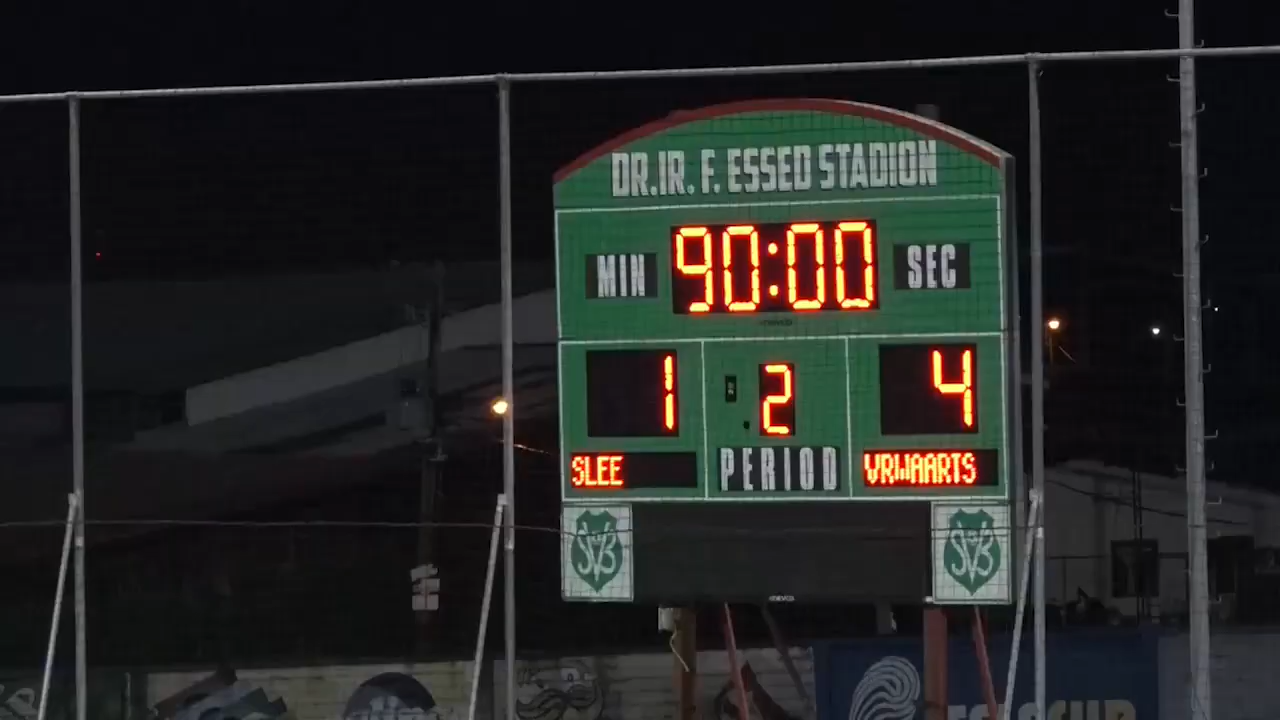 DR. IR. F. ESSED STADION
MIN 90:00 SEC
1 2 4
SLEE PERIOD VRWAARTS
SVB SVB